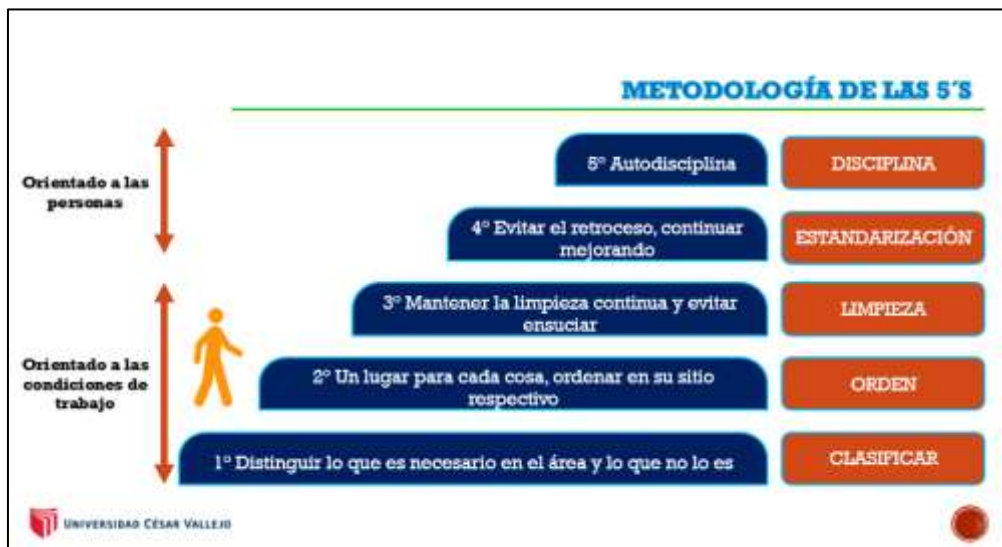 METODOLOGÍA DE LAS 5´S
Orientado a las
personas
5° Autodisciplina
DISCIPLINA
4° Evitar el retroceso, continuar
mejorando
ESTANDARIZACIÓN
3° Mantener la limpieza continua y evitar
ensuciar
LIMPIEZA
Orientado a las
condiciones de
trabajo
2° Un lugar para cada cosa, ordenar en su sitio
respectivo
ORDEN
1° Distinguir lo que es necesario en el área y lo que no lo es
CLASIFICAR
UNIVERSIDAD CÉSAR VALLEJO